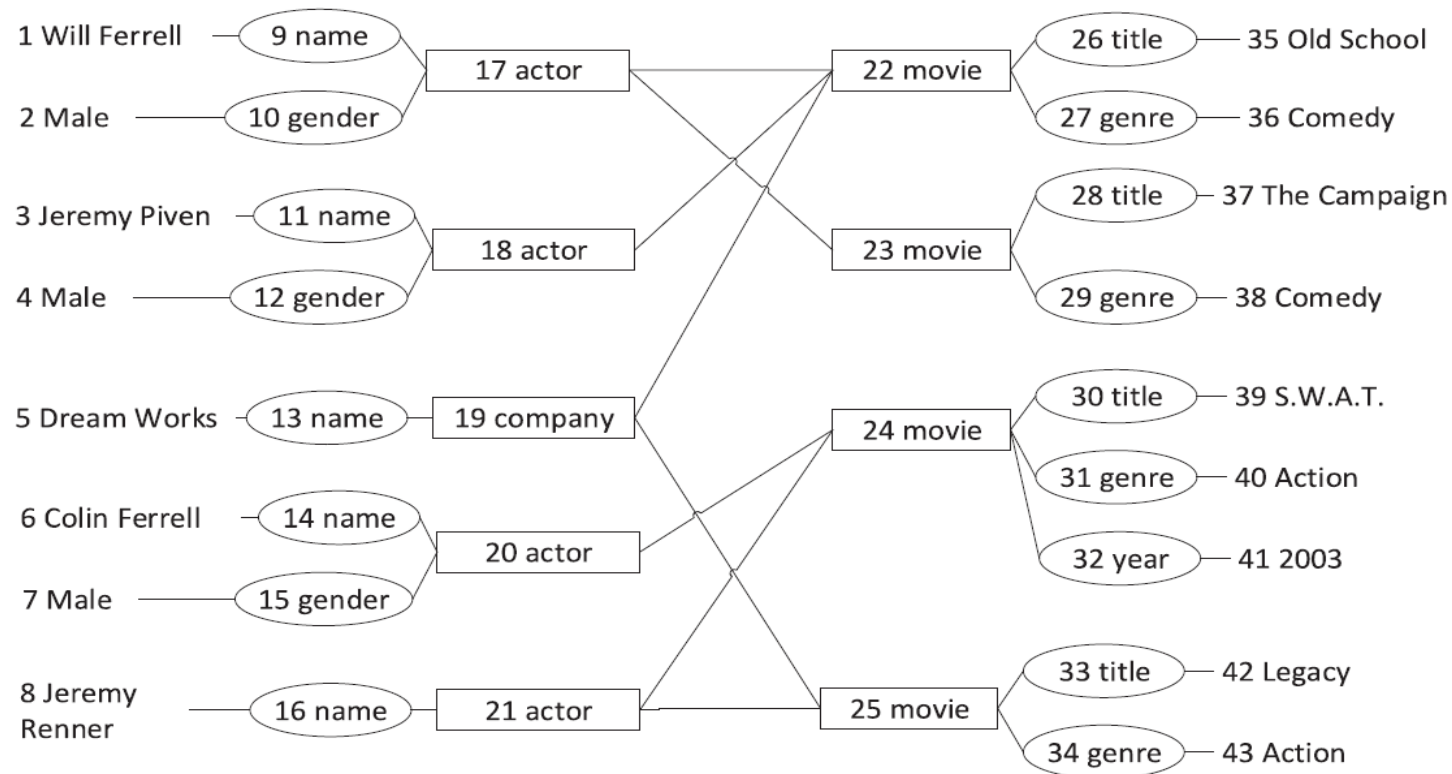 1 Will Ferrell
9 name
17 actor
22 movie
26 title
35 Old School
2 Male
10 gender
27 genre
36 Comedy
3 Jeremy Piven
11 name
18 actor
23 movie
28 title
37 The Campaign
4 Male
12 gender
29 genre
38 Comedy
5 Dream Works
13 name
19 company
24 movie
30 title
39 S.W.A.T.
31 genre
40 Action
6 Colin Ferrell
14 name
20 actor
32 year
41 2003
7 Male
15 gender
8 Jeremy
Renner
16 name
21 actor
25 movie
33 title
42 Legacy
34 genre
43 Action